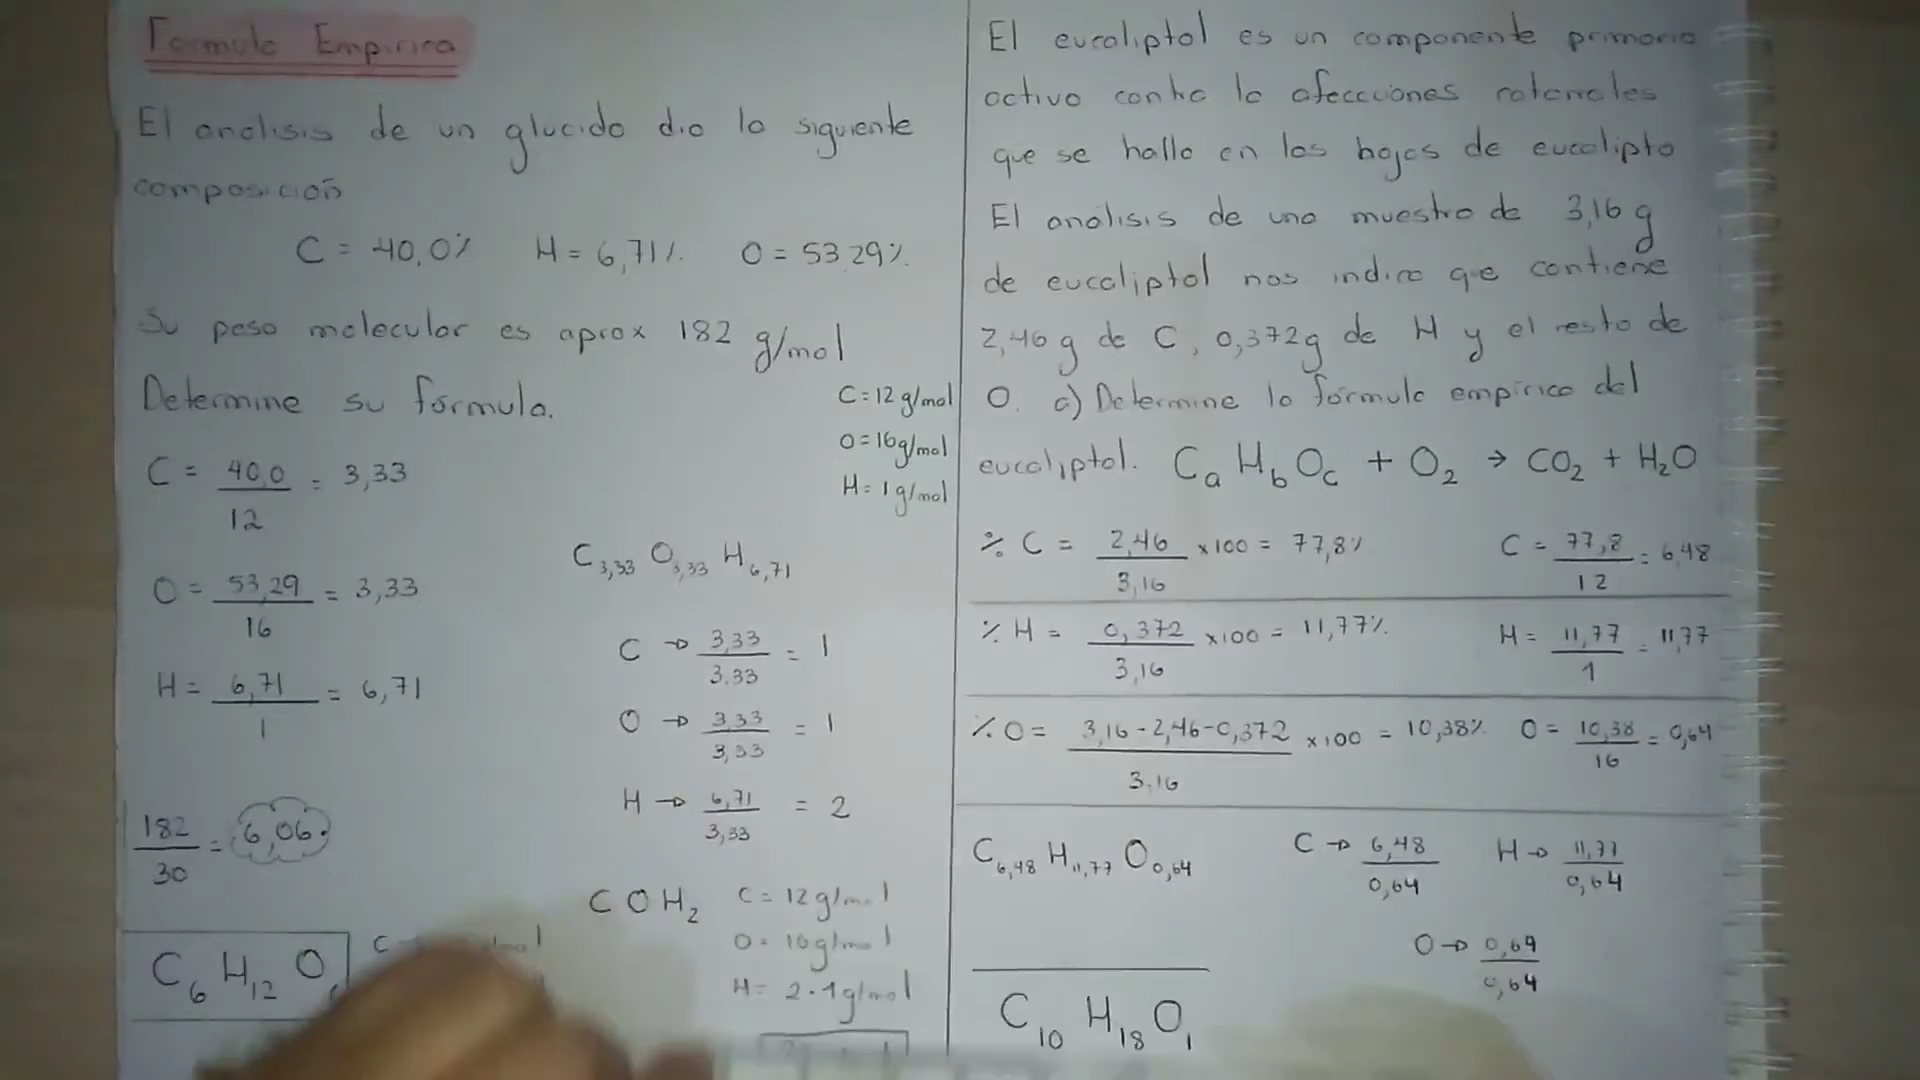 Formula Empirica
El analisis de un glucido dio la siguiente
composición
C = 40,0% H = 6,71% O = 53,29%
Su peso molecular es aprox 182 g/mol
Determine su formula.
C = 12 g/mol
O = 16 g/mol
H = 1 g/mol
C = 40,0 / 12 = 3,33
O = 53,29 / 16 = 3,33
H = 6,71 / 1 = 6,71
C3,33 O3,33 H6,71
C → 3,33 / 3,33 = 1
O → 3,33 / 3,33 = 1
H → 6,71 / 3,33 = 2
182 / 30 = 6,06
C O H2
C = 12 g/mol
O = 16 g/mol
H = 2.1 g/mol
C6 H12 O
El eucaliptol es un componente primario
activo contra la afecciones catarrales
que se halla en las hojas de eucalipto
El analisis de una muestra de 3,16 g
de eucaliptol nos indica que contiene
2,46 g de C, 0,372g de H y el resto de
O. a) Determine la formula empirica del
eucaliptol. Ca Hb Oc + O2 → CO2 + H2O
% C = 2,46 / 3,16 x100 = 77,8% C = 77,8 / 12 = 6,48
% H = 0,372 / 3,16 x100 = 11,77% H = 11,77 / 1 = 11,77
% O = 3,16 - 2,46 - 0,372 / 3.16 x100 = 10,38% O = 10,38 / 16 = 0,64
C6,48 H11,77 O0,64 C → 6,48 / 0,64 H → 11,77 / 0,64
O → 0,64 / 0,64
C10 H18 O1